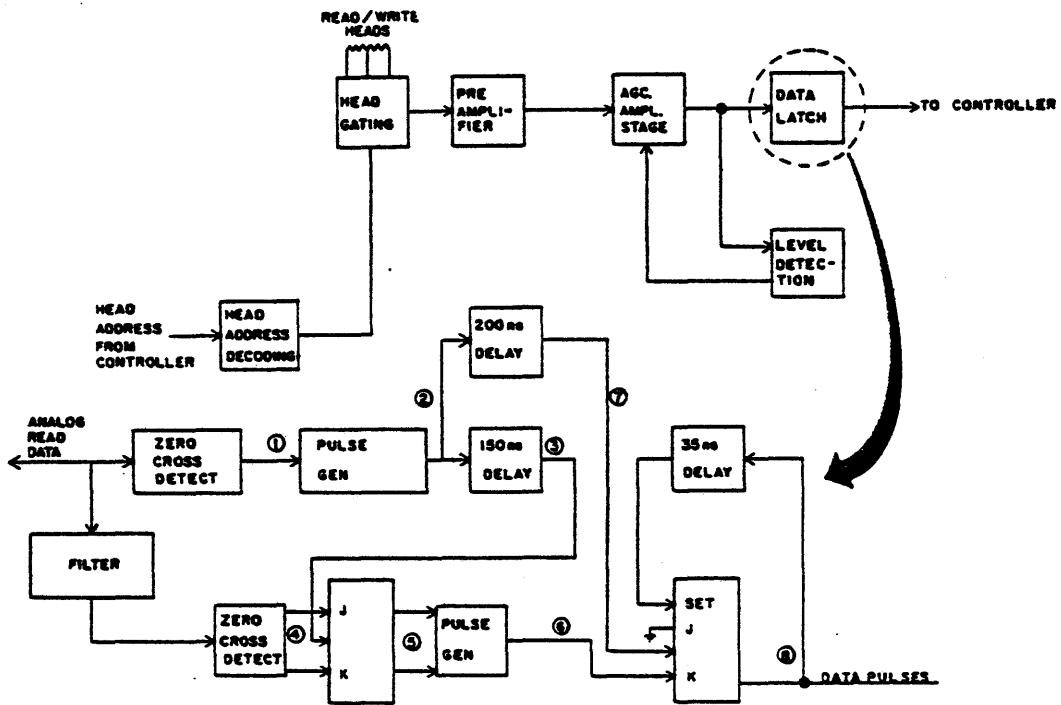 READ/WRITE
HEADS
HEAD
GATING
PRE
AMPLI-
FIER
AGC.
AMPL.
STAGE
DATA
LATCH
TO CONTROLLER
LEVEL
DETEC-
TION
HEAD
ADDRESS
FROM
CONTROLLER
HEAD
ADDRESS
DECODING
200 ns
DELAY
②
⑦
ANALOG
READ
DATA
ZERO
CROSS
DETECT
①
PULSE
GEN
150 ns
DELAY
③
35 ns
DELAY
FILTER
ZERO
CROSS
DETECT
④
J
K
⑤
PULSE
GEN
⑥
SET
J
K
⑧
DATA PULSES